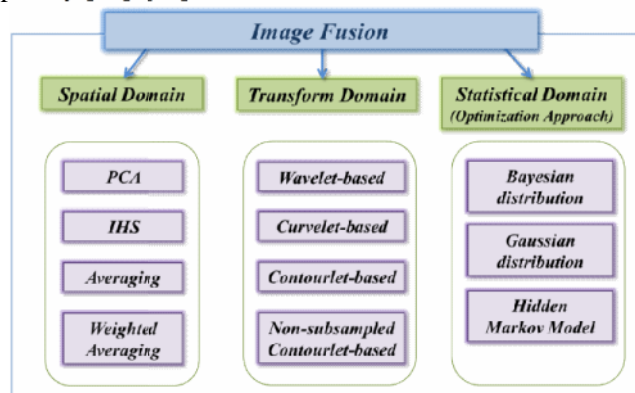 Image Fusion
Spatial Domain
Transform Domain
Statistical Domain
(Optimization Approach)
PCA
IHS
Averaging
Weighted
Averaging
Wavelet-based
Curvelet-based
Contourlet-based
Non-subsampled
Contourlet-based
Bayesian
distribution
Gaussian
distribution
Hidden
Markov Model